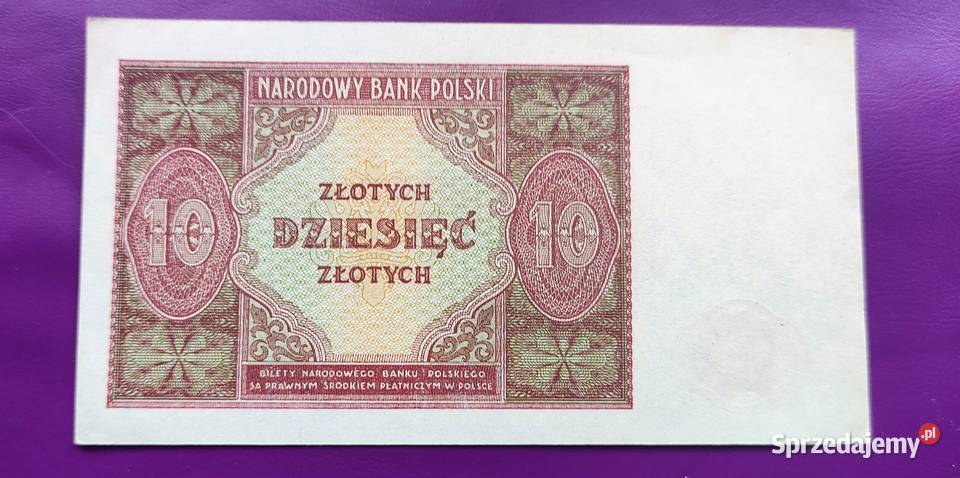 NARODOWY BANK POLSKI
ZŁOTYCH
10 DZIESIĘĆ 10
ZŁOTYCH
BILETY NARODOWEGO BANKU POLSKIEGO
SĄ PRAWNYM ŚRODKIEM PŁATNICZYM W POLSCE
Sprzedajemy.pl